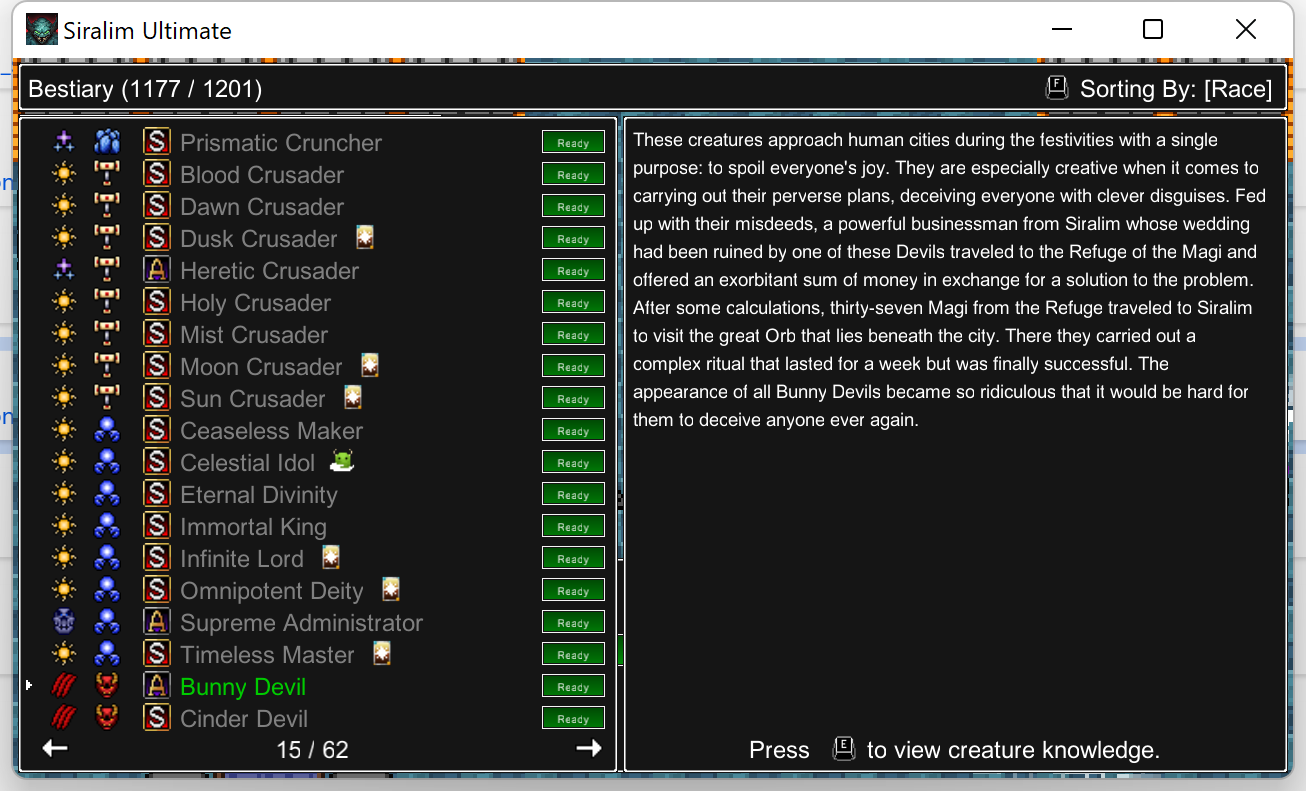 Siralim Ultimate
Bestiary (1177 / 1201)
F Sorting By: [Race]
S Prismatic Cruncher Ready
S Blood Crusader Ready
S Dawn Crusader Ready
S Dusk Crusader Ready
A Heretic Crusader Ready
S Holy Crusader Ready
S Mist Crusader Ready
S Moon Crusader Ready
S Sun Crusader Ready
S Ceaseless Maker Ready
S Celestial Idol Ready
S Eternal Divinity Ready
S Immortal King Ready
S Infinite Lord Ready
S Omnipotent Deity Ready
A Supreme Administrator Ready
S Timeless Master Ready
A Bunny Devil Ready
S Cinder Devil Ready
15 / 62
These creatures approach human cities during the festivities with a single
purpose: to spoil everyone's joy. They are especially creative when it comes to
carrying out their perverse plans, deceiving everyone with clever disguises. Fed
up with their misdeeds, a powerful businessman from Siralim whose wedding
had been ruined by one of these Devils traveled to the Refuge of the Magi and
offered an exorbitant sum of money in exchange for a solution to the problem.
After some calculations, thirty-seven Magi from the Refuge traveled to Siralim
to visit the great Orb that lies beneath the city. There they carried out a
complex ritual that lasted for a week but was finally successful. The
appearance of all Bunny Devils became so ridiculous that it would be hard for
them to deceive anyone ever again.
Press E to view creature knowledge.